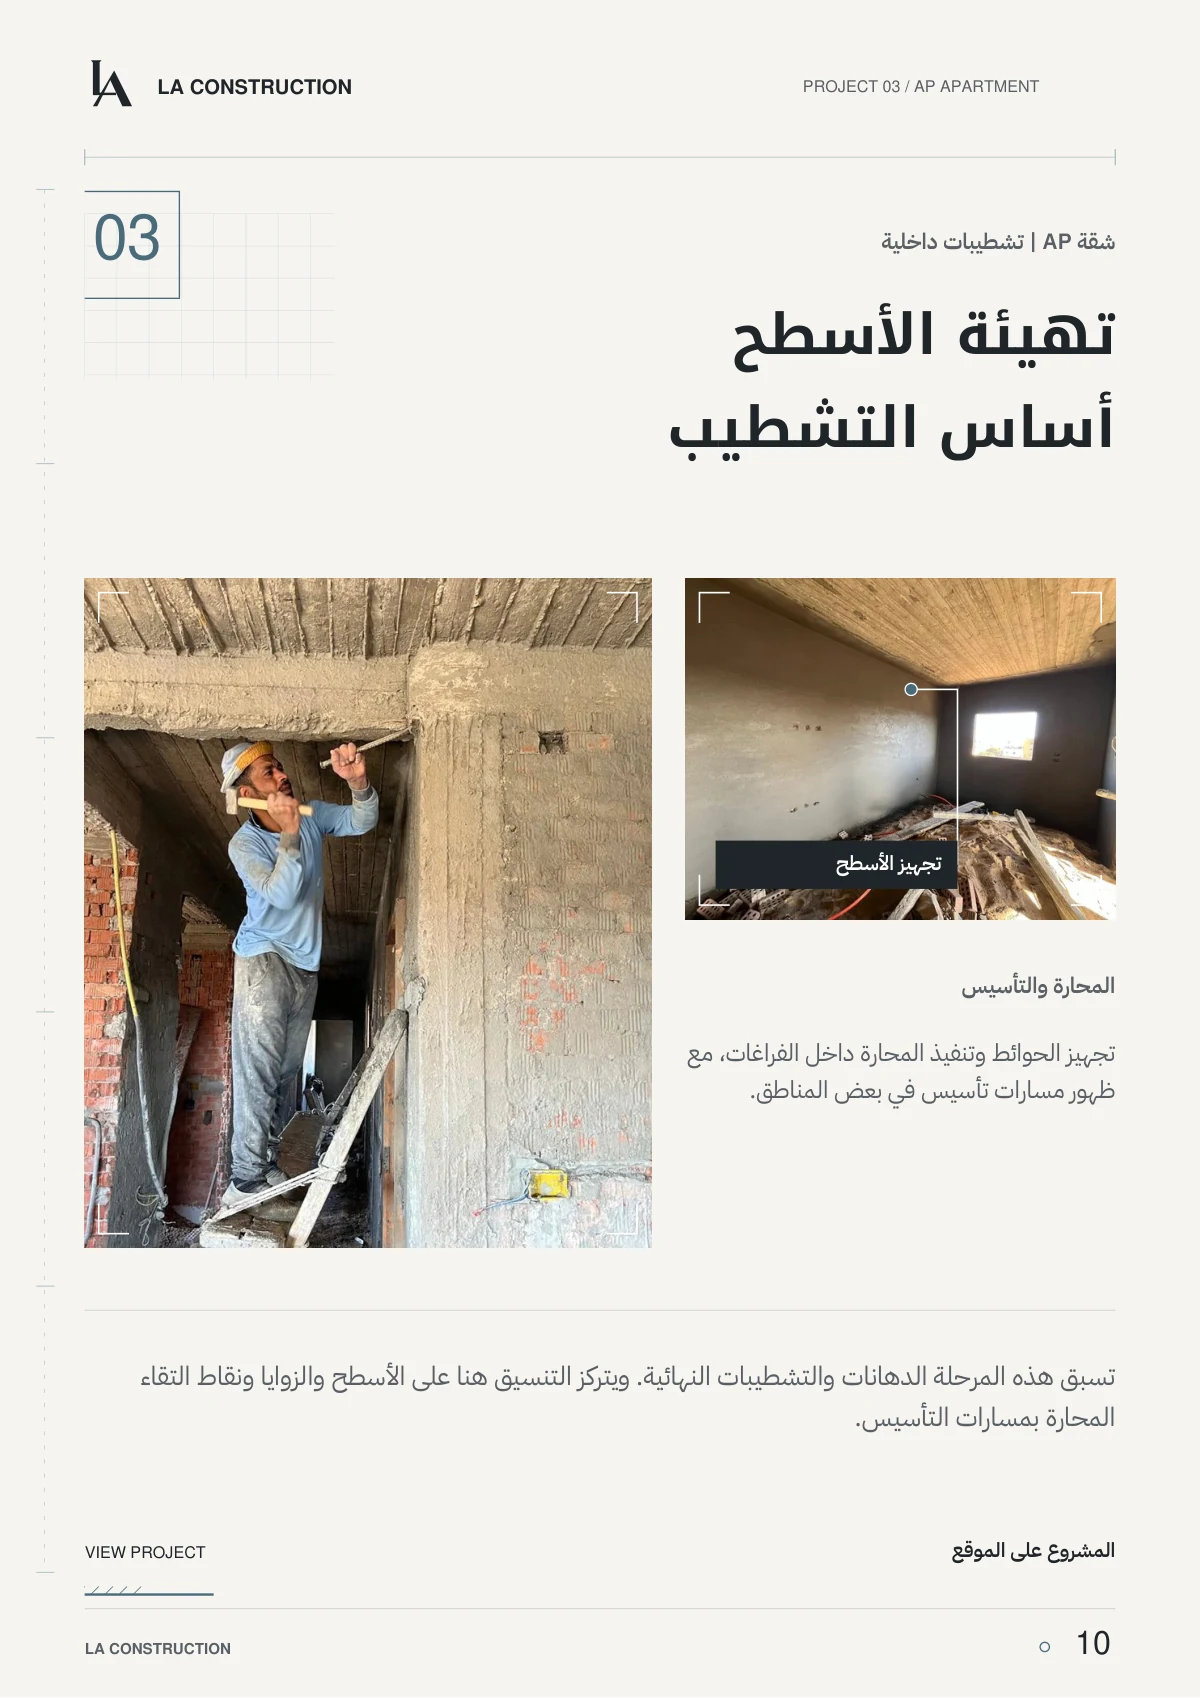 LA CONSTRUCTION
PROJECT 03 / AP APARTMENT
03
شقة AP | تشطيبات داخلية
تهيئة الأسطح
أساس التشطيب
تجهيز الأسطح
المحارة والتأسيس
تجهيز الحوائط وتنفيذ المحارة داخل الفراغات، مع
ظهور مسارات تأسيس في بعض المناطق.
تسبق هذه المرحلة الدهانات والتشطيبات النهائية. ويتركز التنسيق هنا على الأسطح والزوايا ونقاط التقاء
المحارة بمسارات التأسيس.
المشروع على الموقع
VIEW PROJECT
LA CONSTRUCTION
10